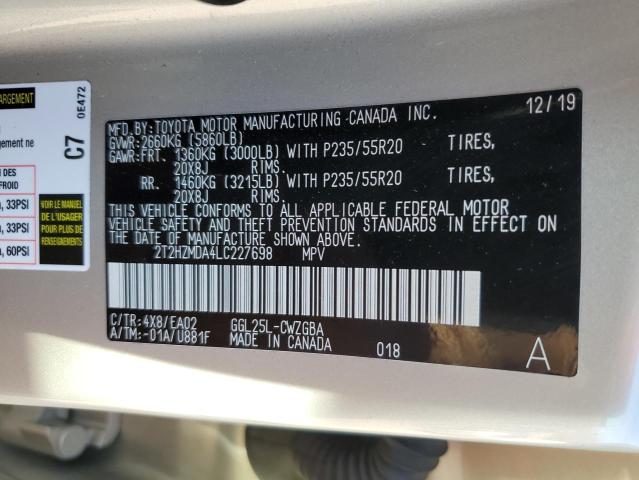 ARGEMENT
ignement ne
C7
0E472
N DES
FROID
a, 33PSI
a, 33PSI
a, 60PSI
VOIR LE MANUEL
DE L'USAGER
POUR PLUS DE
RENSEIGNEMENTS
12/19
MFD.BY:TOYOTA MOTOR MANUFACTURING CANADA INC.
GVWR:2660KG (5860LB)
GAWR:FRT. 1360KG (3000LB) WITH P235/55R20 TIRES,
20X8J RIMS.
RR. 1460KG (3215LB) WITH P235/55R20 TIRES,
20X8J RIMS.
THIS VEHICLE CONFORMS TO ALL APPLICABLE FEDERAL MOTOR
VEHICLE SAFETY AND THEFT PREVENTION STANDARDS IN EFFECT ON
THE DATE OF MANUFACTURE SHOWN ABOVE.
2T2HZMDA4LC227698 MPV
C/TR:4X8/EA02 GGL25L-CWZGBA
A/TM:-01A/U881F MADE IN CANADA 018
A